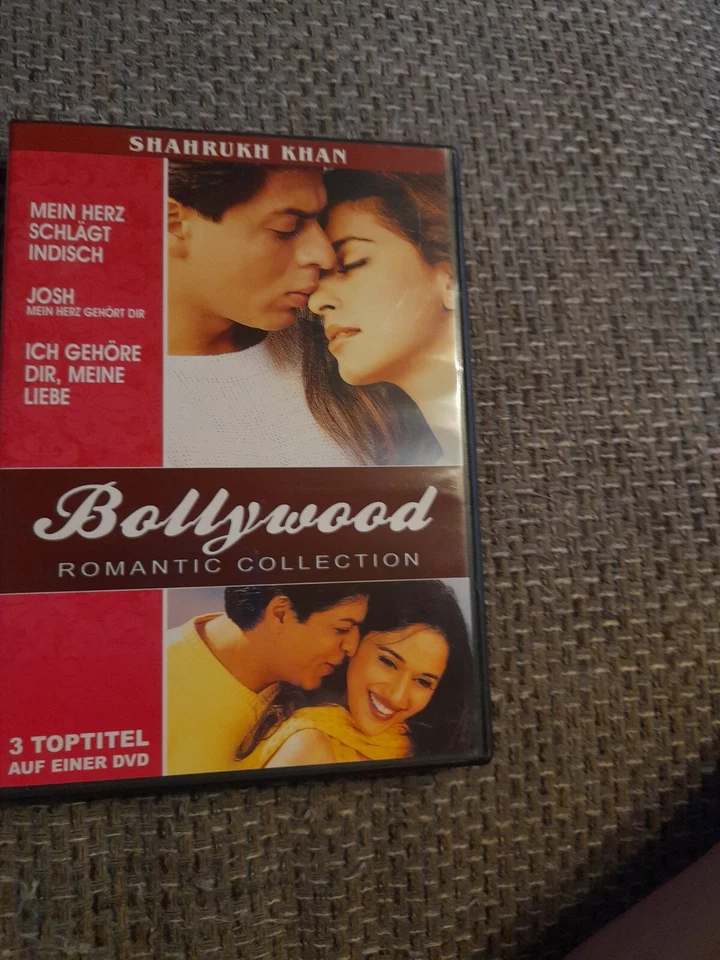 SHAHRUKH KHAN
MEIN HERZ
SCHLÄGT
INDISCH
JOSH
MEIN HERZ GEHÖRT DIR
ICH GEHÖRE
DIR, MEINE
LIEBE
Bollywood
ROMANTIC COLLECTION
3 TOPTITEL
AUF EINER DVD